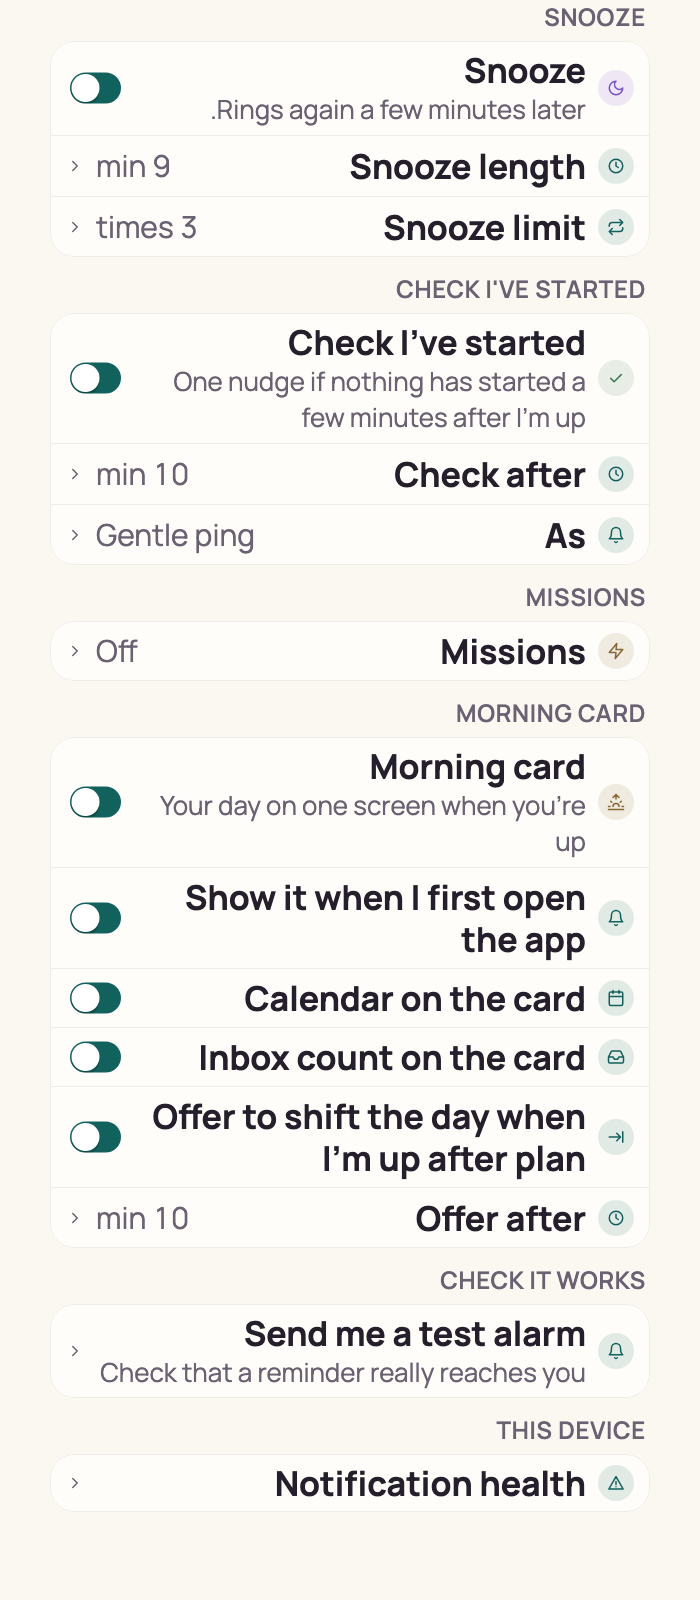 SNOOZE
Snooze
.Rings again a few minutes later
Snooze length
min 9
Snooze limit
times 3
CHECK I'VE STARTED
Check I've started
One nudge if nothing has started a
few minutes after I'm up
Check after
min 10
As
Gentle ping
MISSIONS
Missions
Off
MORNING CARD
Morning card
Your day on one screen when you're
up
Show it when I first open
the app
Calendar on the card
Inbox count on the card
Offer to shift the day when
I'm up after plan
Offer after
min 10
CHECK IT WORKS
Send me a test alarm
Check that a reminder really reaches you
THIS DEVICE
Notification health